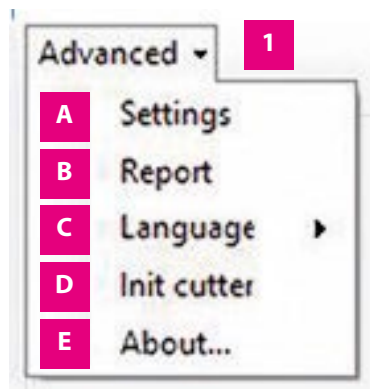 Advanced 1
A Settings
B Report
C Language
D Init cutter
E About...